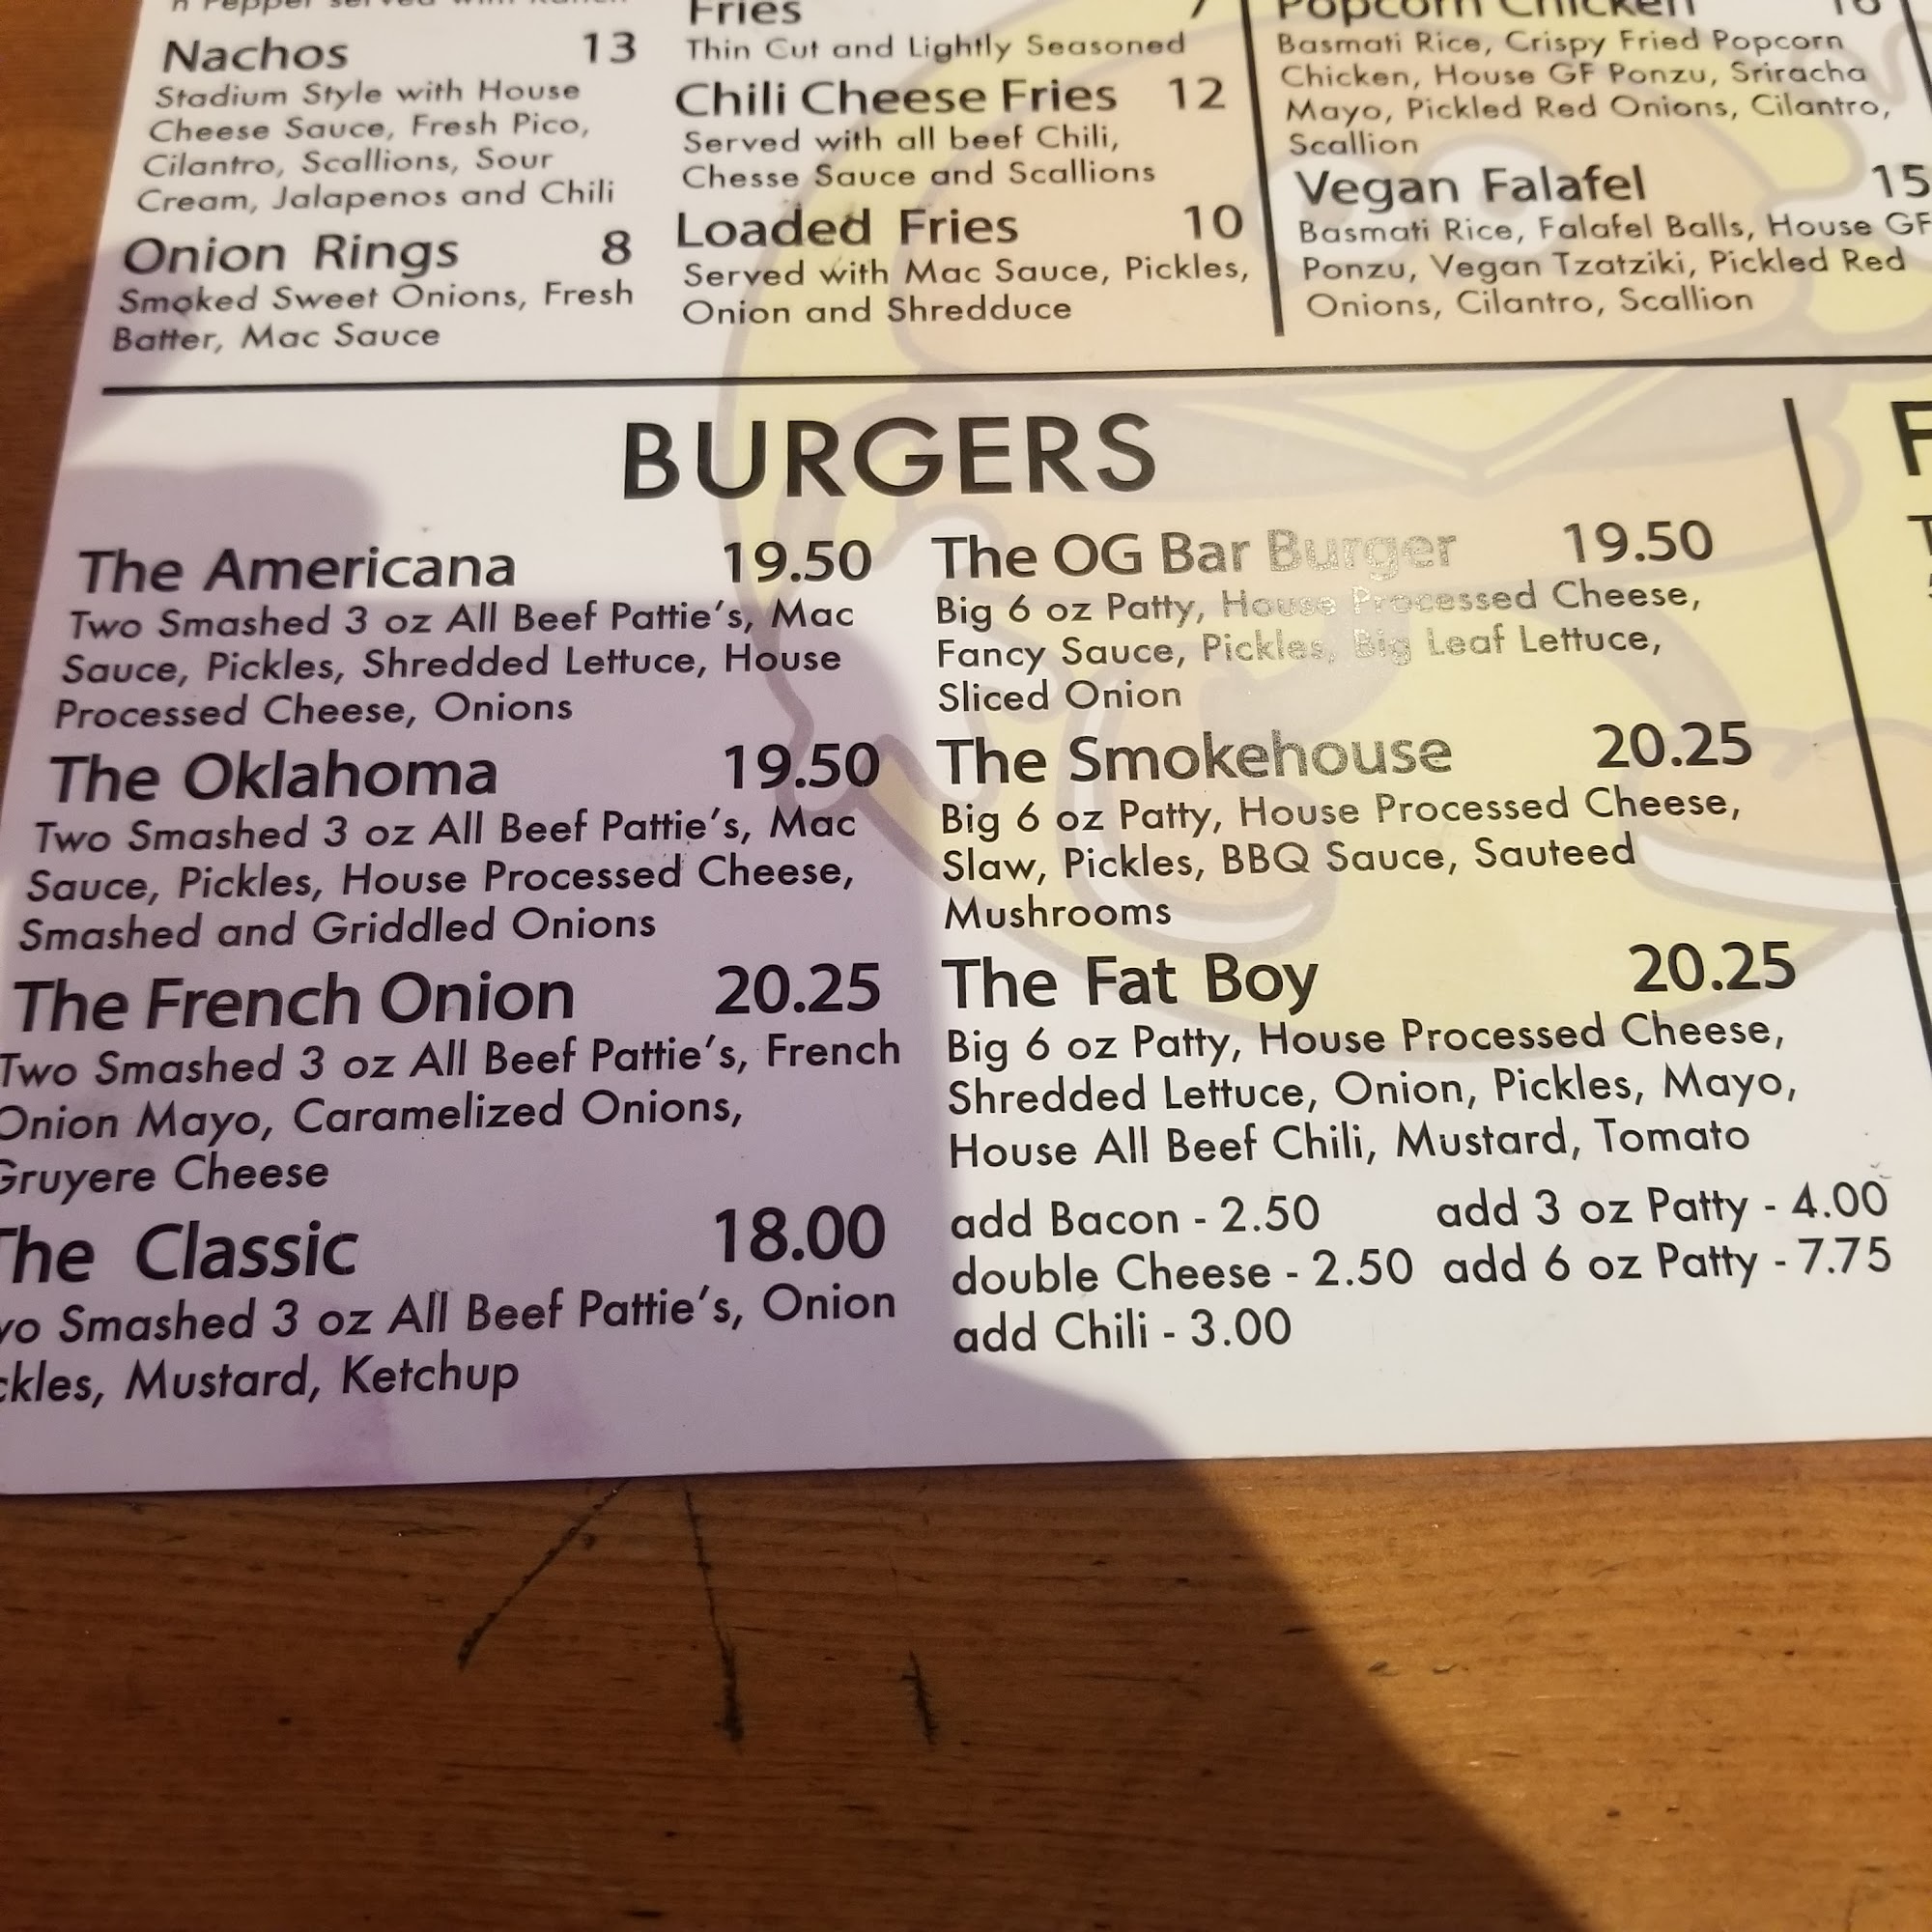 n Pepper served with Ranch
Nachos 13
Stadium Style with House
Cheese Sauce, Fresh Pico,
Cilantro, Scallions, Sour
Cream, Jalapenos and Chili
Onion Rings 8
Smoked Sweet Onions, Fresh
Batter, Mac Sauce
Fries 7
Thin Cut and Lightly Seasoned
Chili Cheese Fries 12
Served with all beef Chili,
Chesse Sauce and Scallions
Loaded Fries 10
Served with Mac Sauce, Pickles,
Onion and Shredduce
Popcorn Chicken 16
Basmati Rice, Crispy Fried Popcorn
Chicken, House GF Ponzu, Sriracha
Mayo, Pickled Red Onions, Cilantro,
Scallion
Vegan Falafel 15
Basmati Rice, Falafel Balls, House GF
Ponzu, Vegan Tzatziki, Pickled Red
Onions, Cilantro, Scallion
BURGERS
The Americana 19.50
Two Smashed 3 oz All Beef Pattie's, Mac
Sauce, Pickles, Shredded Lettuce, House
Processed Cheese, Onions
The Oklahoma 19.50
Two Smashed 3 oz All Beef Pattie's, Mac
Sauce, Pickles, House Processed Cheese,
Smashed and Griddled Onions
The French Onion 20.25
Two Smashed 3 oz All Beef Pattie's, French
Onion Mayo, Caramelized Onions,
Gruyere Cheese
The Classic 18.00
wo Smashed 3 oz All Beef Pattie's, Onion
ckles, Mustard, Ketchup
The OG Bar Burger 19.50
Big 6 oz Patty, House Processed Cheese,
Fancy Sauce, Pickles, Big Leaf Lettuce,
Sliced Onion
The Smokehouse 20.25
Big 6 oz Patty, House Processed Cheese,
Slaw, Pickles, BBQ Sauce, Sauteed
Mushrooms
The Fat Boy 20.25
Big 6 oz Patty, House Processed Cheese,
Shredded Lettuce, Onion, Pickles, Mayo,
House All Beef Chili, Mustard, Tomato
add Bacon - 2.50 add 3 oz Patty - 4.00
double Cheese - 2.50 add 6 oz Patty - 7.75
add Chili - 3.00